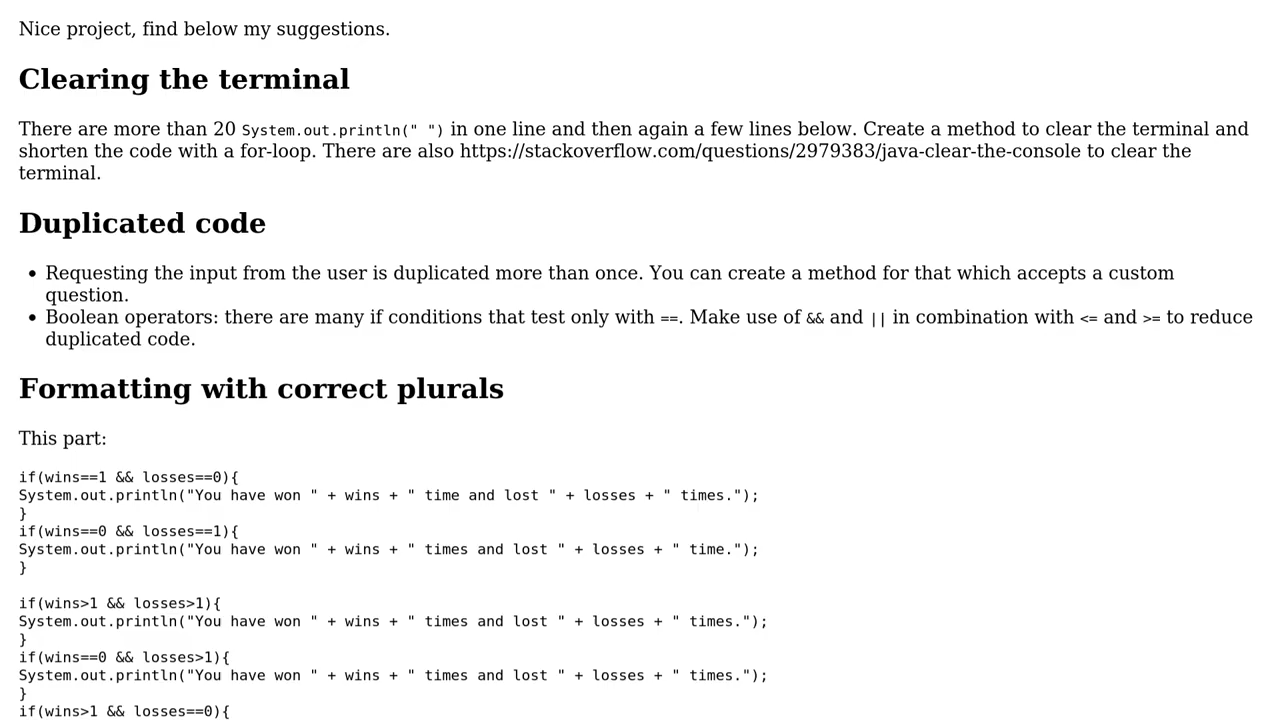 Nice project, find below my suggestions.
Clearing the terminal
There are more than 20 System.out.println(" ") in one line and then again a few lines below. Create a method to clear the terminal and
shorten the code with a for-loop. There are also https://stackoverflow.com/questions/2979383/java-clear-the-console to clear the
terminal.
Duplicated code
• Requesting the input from the user is duplicated more than once. You can create a method for that which accepts a custom
question.
• Boolean operators: there are many if conditions that test only with ==. Make use of && and || in combination with <= and >= to reduce
duplicated code.
Formatting with correct plurals
This part:
if(wins==1 && losses==0){
System.out.println("You have won " + wins + " time and lost " + losses + " times.");
}
if(wins==0 && losses==1){
System.out.println("You have won " + wins + " times and lost " + losses + " time.");
}
if(wins>1 && losses>1){
System.out.println("You have won " + wins + " times and lost " + losses + " times.");
}
if(wins==0 && losses>1){
System.out.println("You have won " + wins + " times and lost " + losses + " times.");
}
if(wins>1 && losses==0){